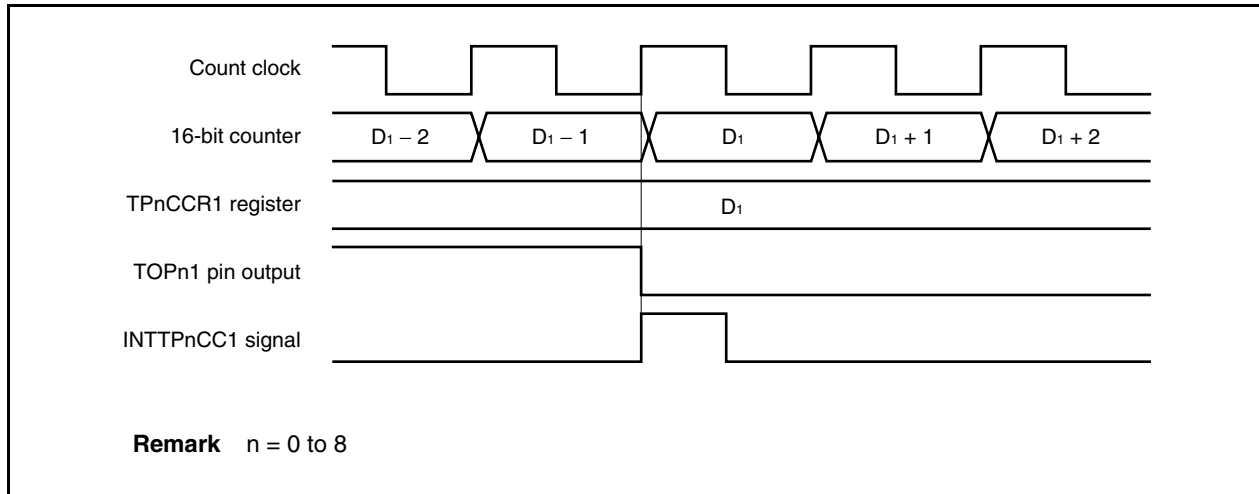 Count clock
16-bit counter
D₁ − 2
D₁ − 1
D₁
D₁ + 1
D₁ + 2
TPnCCR1 register
D₁
TOPn1 pin output
INTTPnCC1 signal
Remark n = 0 to 8